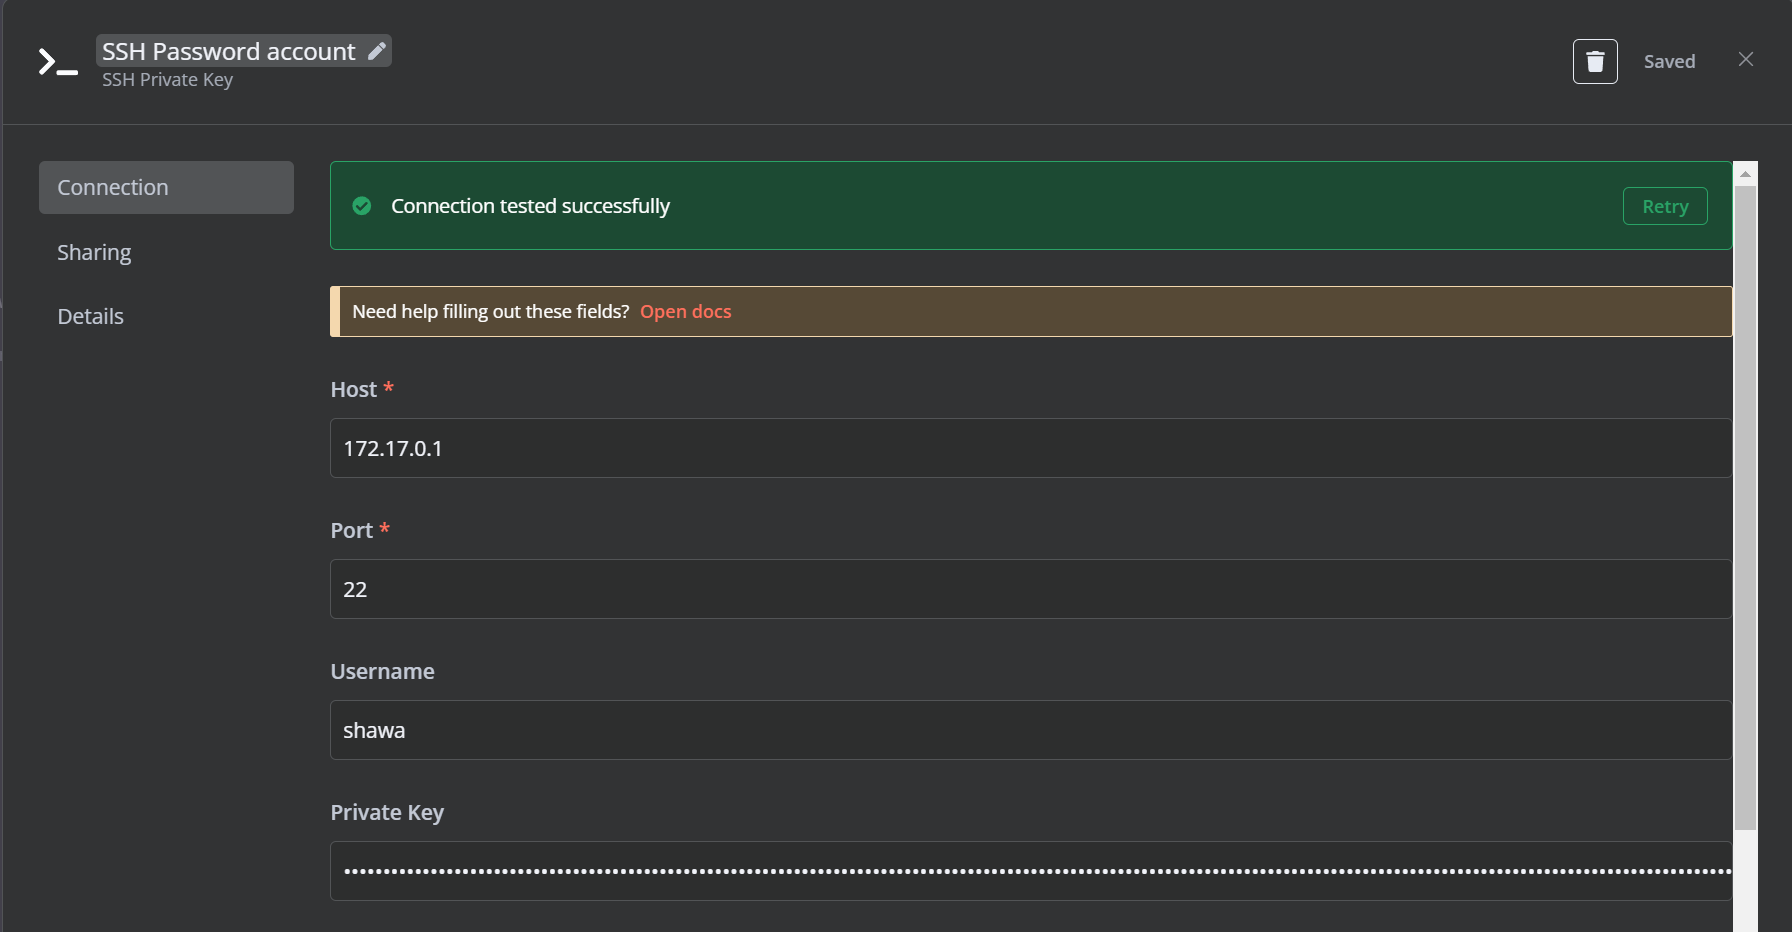 SSH Password account
SSH Private Key
Saved
Connection
Sharing
Details
Connection tested successfully
Retry
Need help filling out these fields? Open docs
Host *
172.17.0.1
Port *
22
Username
shawa
Private Key